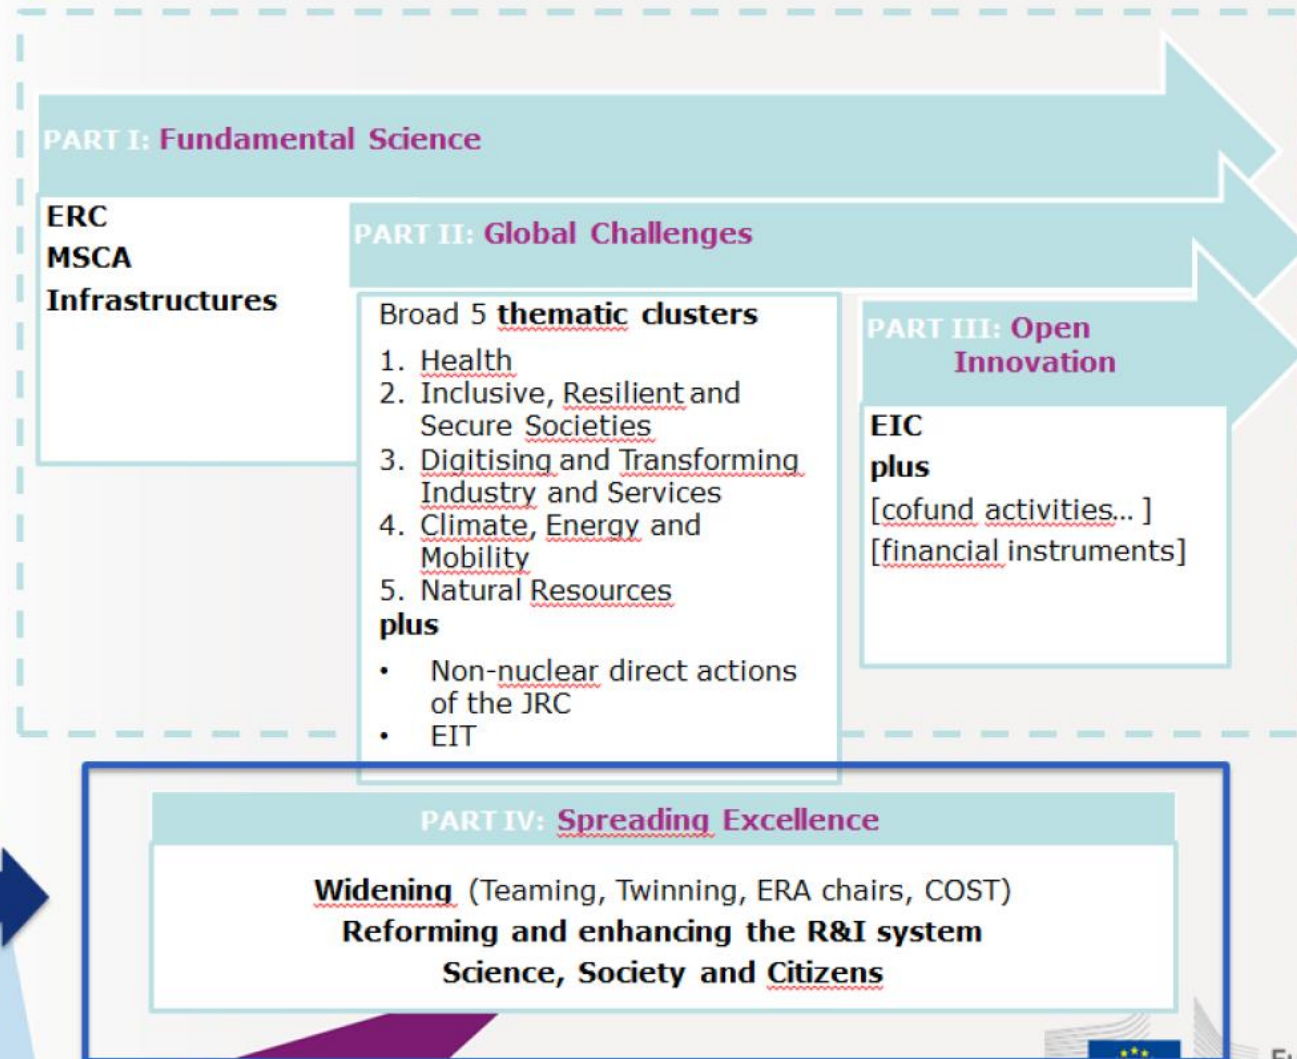 PART I: Fundamental Science
ERC
MSCA
Infrastructures
PART II: Global Challenges
Broad 5 thematic clusters
1. Health
2. Inclusive, Resilient and
Secure Societies
3. Digitising and Transforming
Industry and Services
4. Climate, Energy and
Mobility
5. Natural Resources
plus
• Non-nuclear direct actions
of the JRC
• EIT
PART III: Open
Innovation
EIC
plus
[cofund activities... ]
[financial instruments]
PART IV: Spreading Excellence
Widening (Teaming, Twinning, ERA chairs, COST)
Reforming and enhancing the R&I system
Science, Society and Citizens